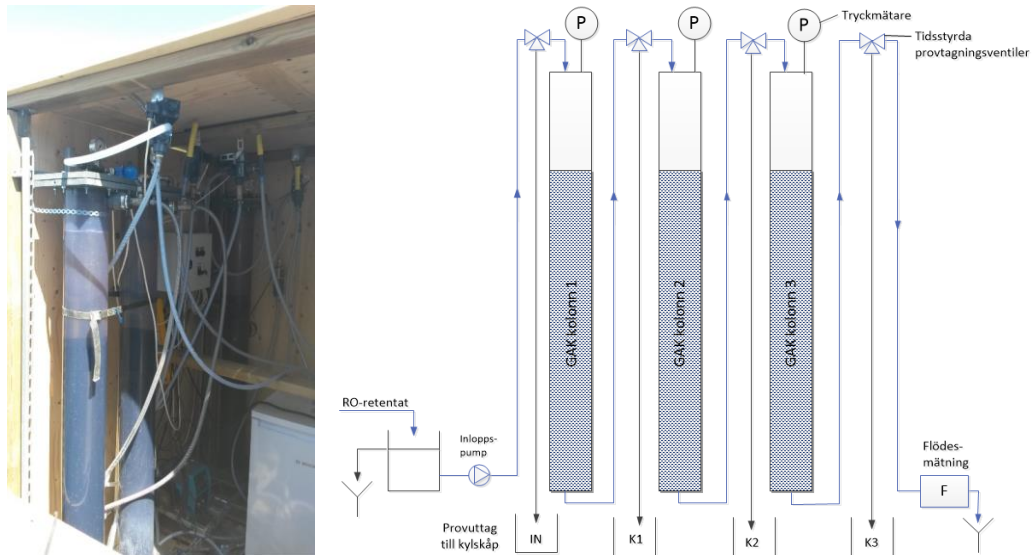 P
P
P
Tryckmätare
Tidsstyrda
provtagningsventiler
GAK kolonn 1
GAK kolonn 2
GAK kolonn 3
RO-retentat
Inlopps-
pump
Flödes-
mätning
F
Provuttag
till kylskåp
IN
K1
K2
K3